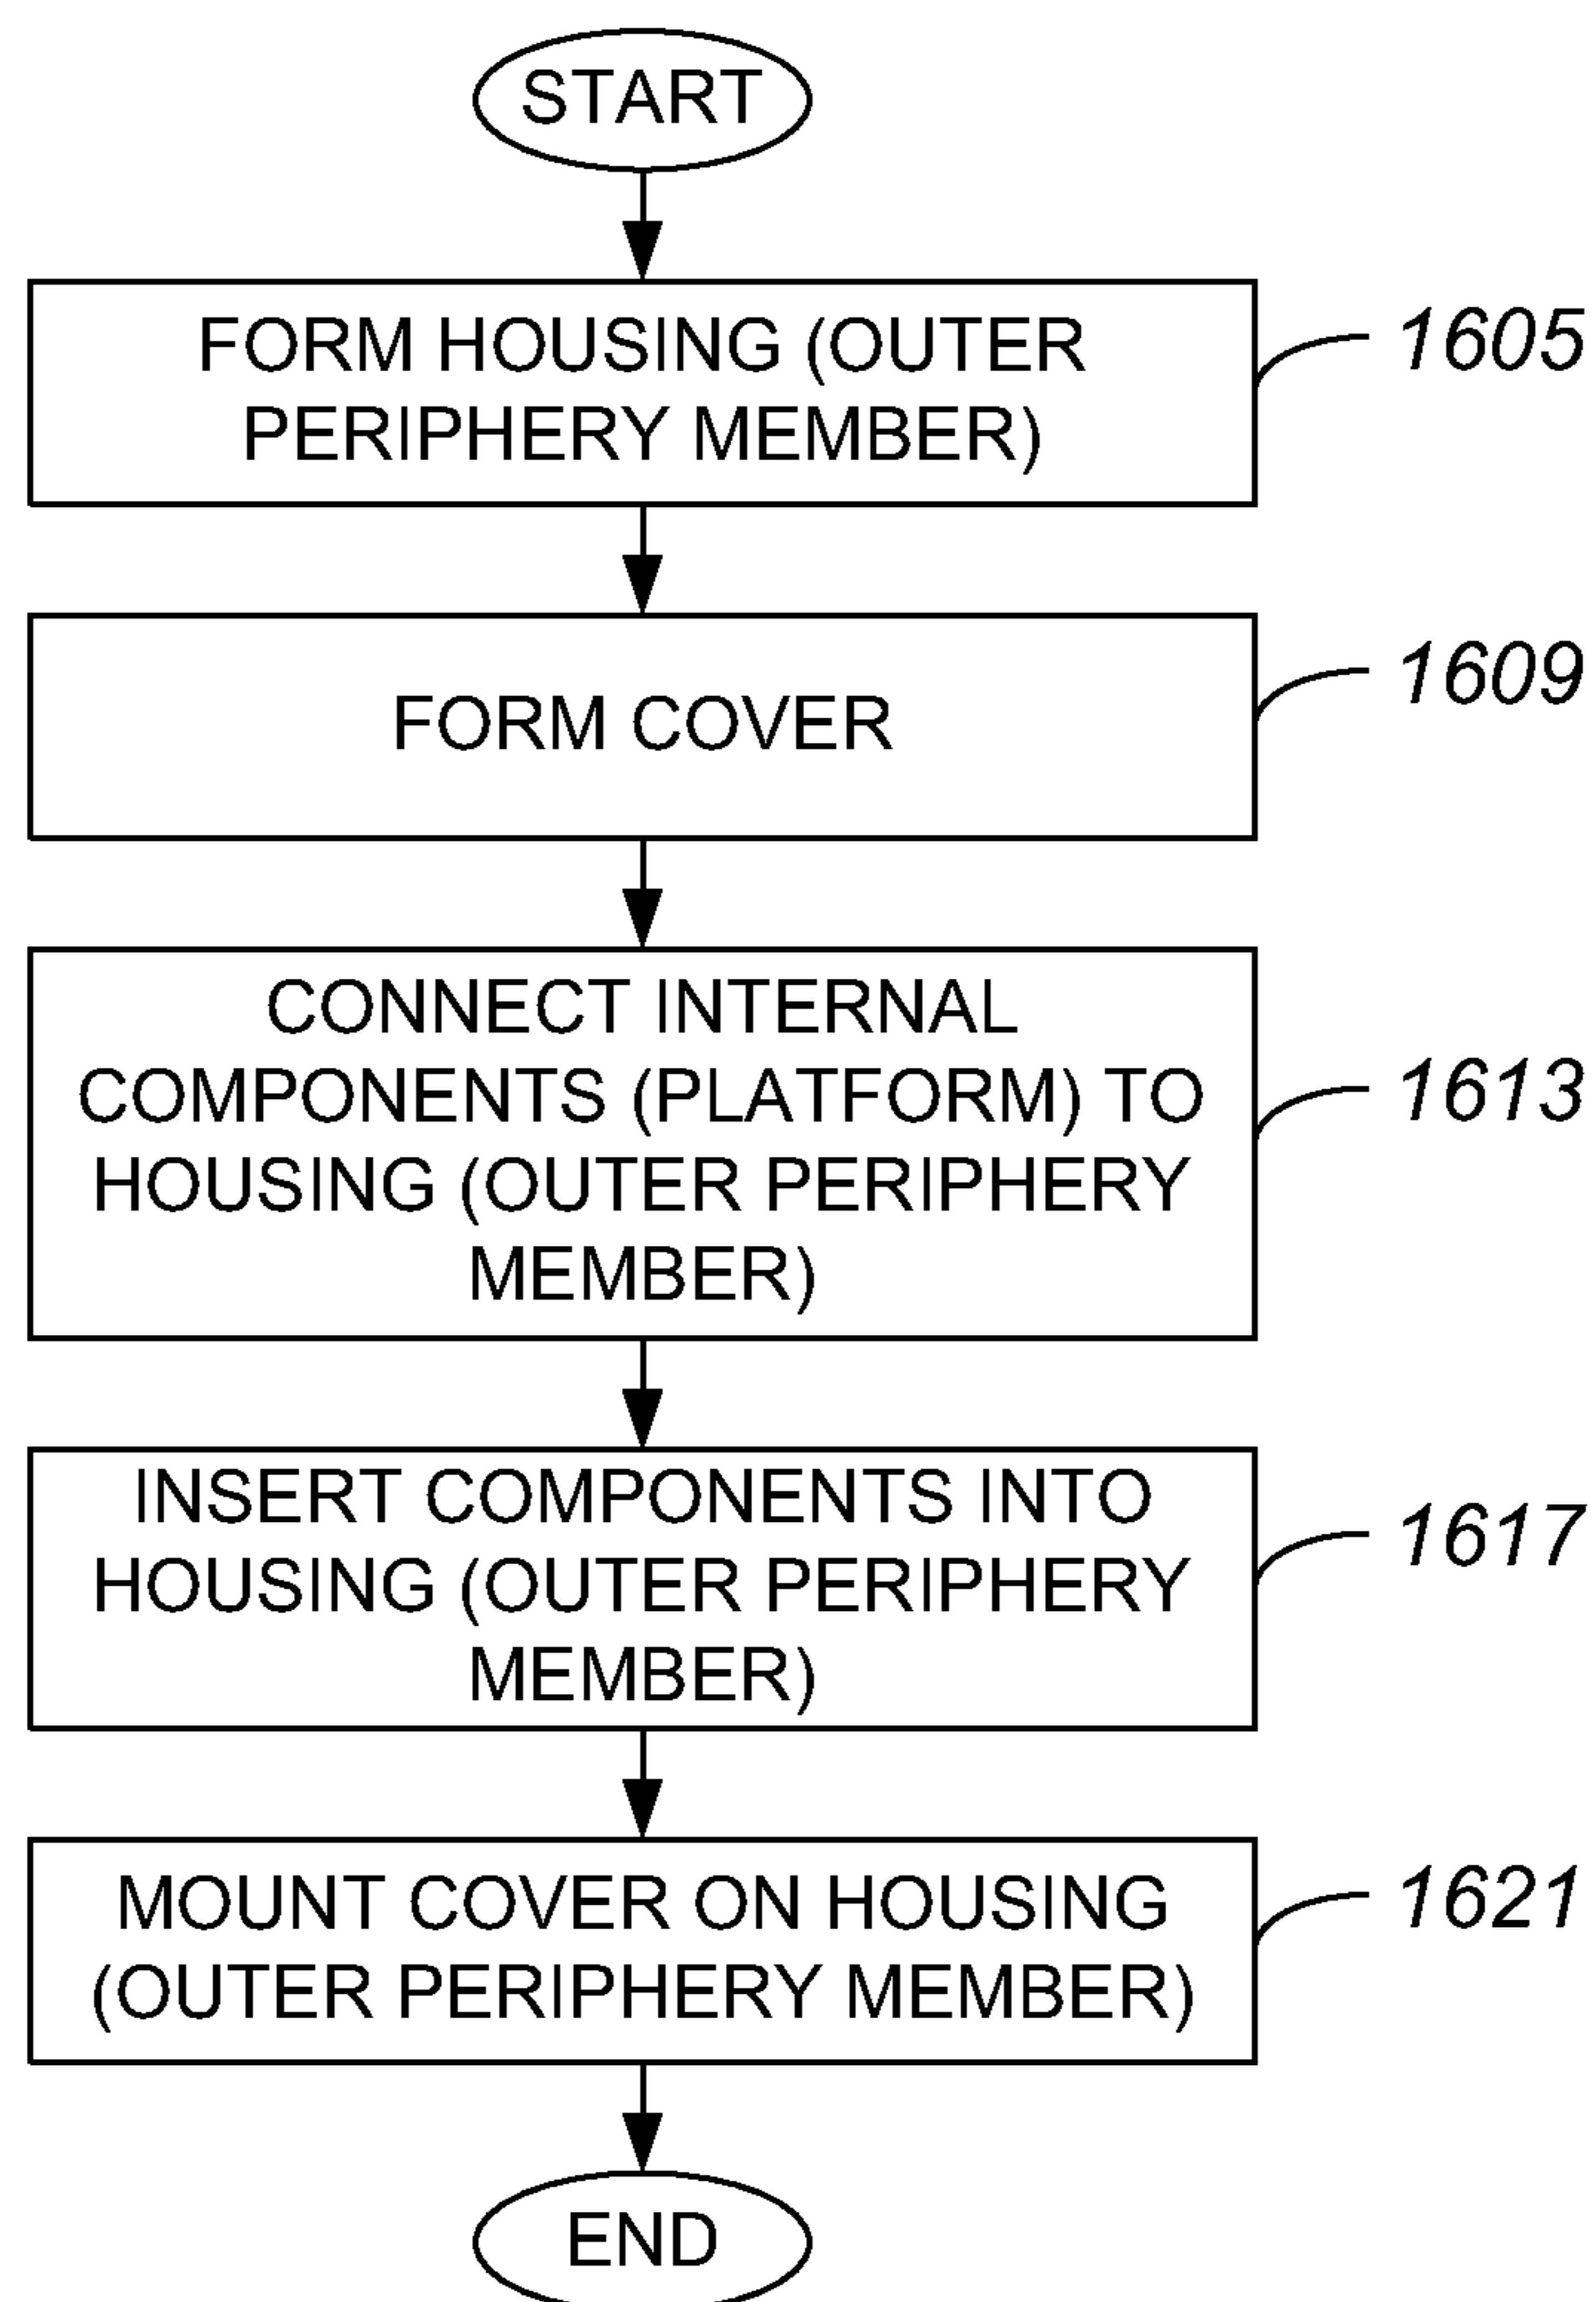 START
FORM HOUSING (OUTER
PERIPHERY MEMBER)
1605
FORM COVER
1609
CONNECT INTERNAL
COMPONENTS (PLATFORM) TO
HOUSING (OUTER PERIPHERY
MEMBER)
1613
INSERT COMPONENTS INTO
HOUSING (OUTER PERIPHERY
MEMBER)
1617
MOUNT COVER ON HOUSING
(OUTER PERIPHERY MEMBER)
1621
END